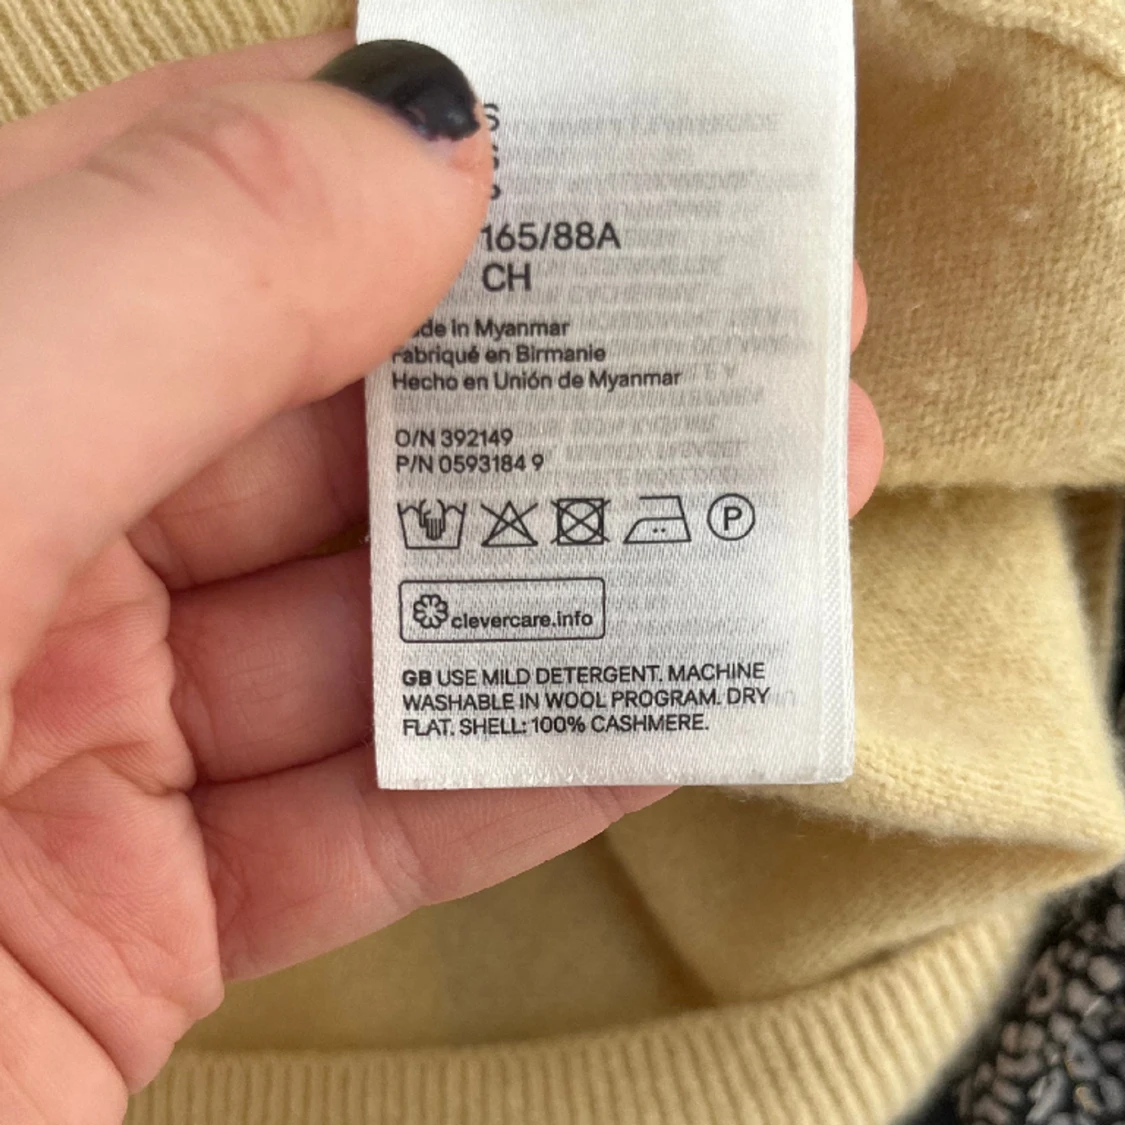 S
S
P
165/88A
CH
de in Myanmar
Fabriqué en Birmanie
Hecho en Unión de Myanmar
O/N 392149
P/N 0593184 9
P
clevercare.info
GB USE MILD DETERGENT. MACHINE
WASHABLE IN WOOL PROGRAM. DRY
FLAT. SHELL: 100% CASHMERE.